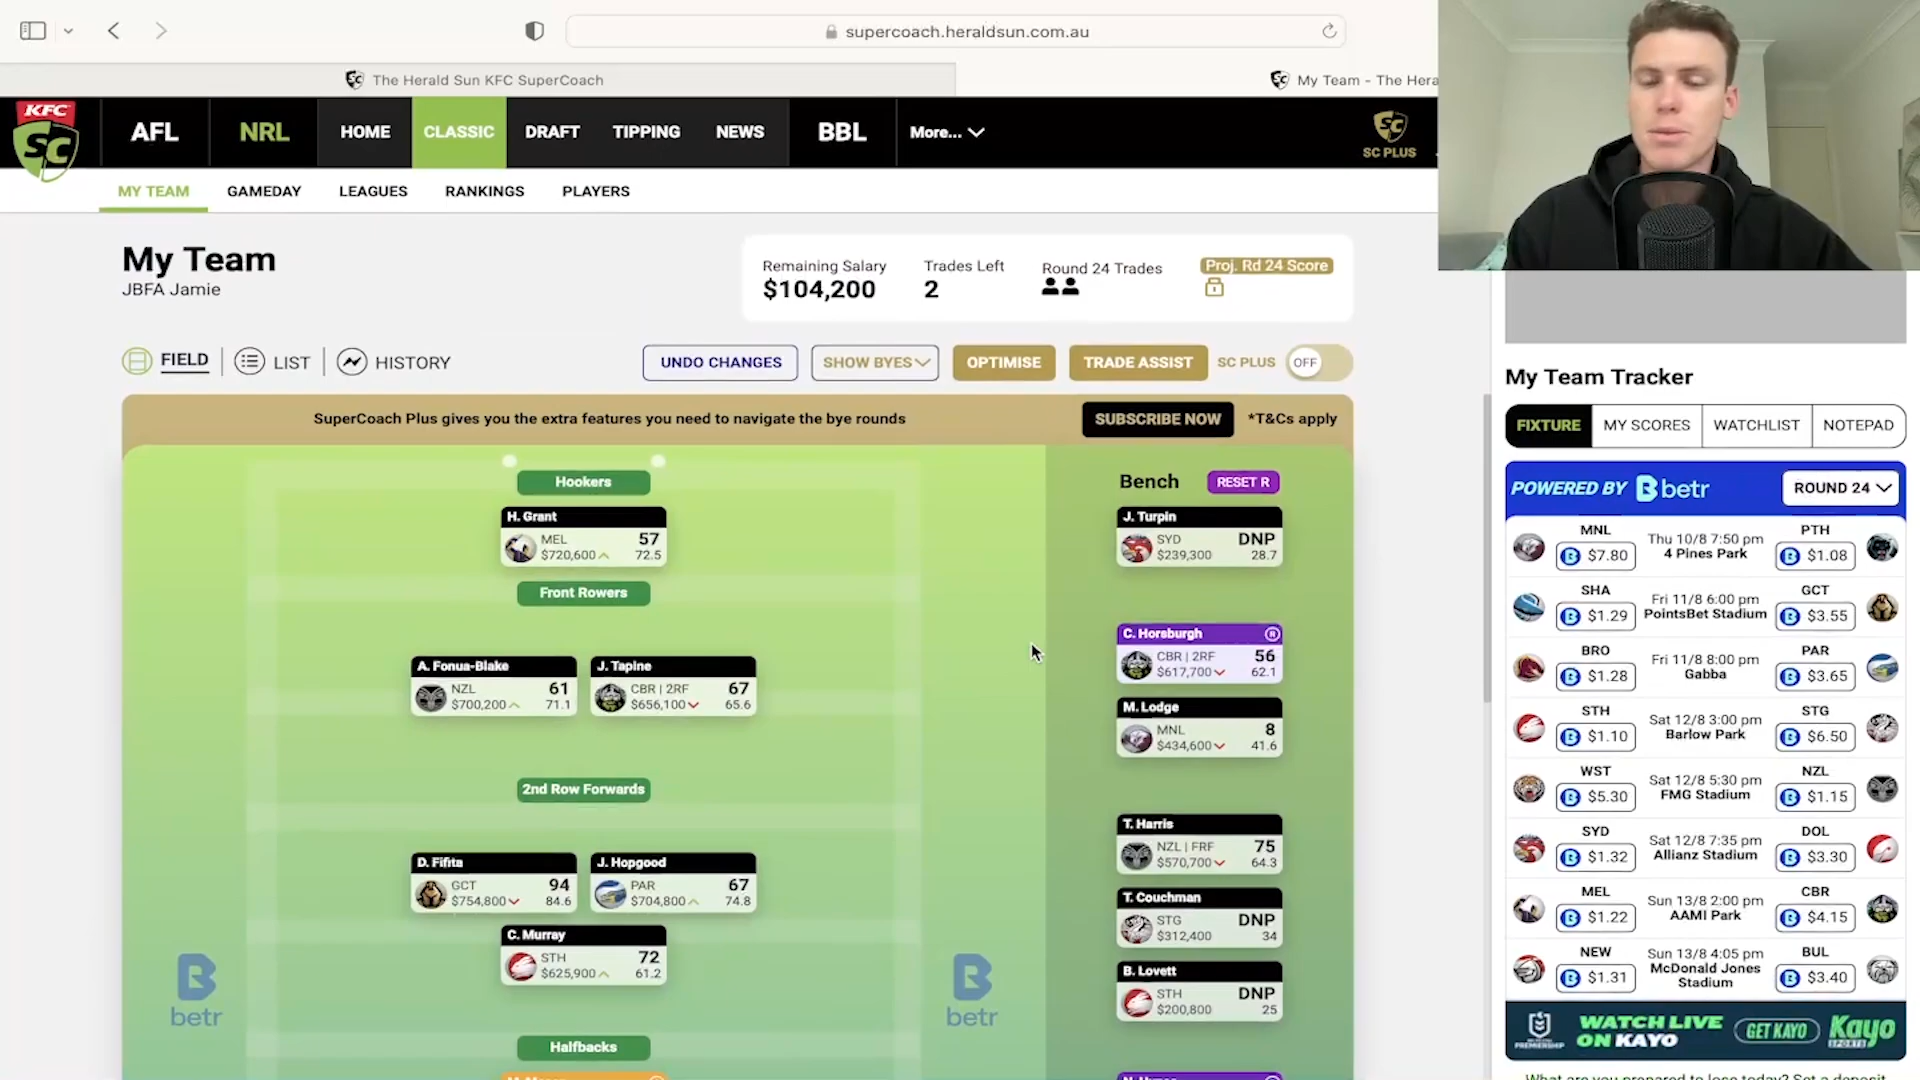 supercoach.heraldsun.com.au
The Herald Sun KFC SuperCoach
My Team - The Hera
KFC
SC
AFL
NRL
HOME
CLASSIC
DRAFT
TIPPING
NEWS
BBL
More...
SC PLUS
MY TEAM
GAMEDAY
LEAGUES
RANKINGS
PLAYERS
My Team
JBFA Jamie
Remaining Salary
$104,200
Trades Left
2
Round 24 Trades
Proj. Rd 24 Score
FIELD
LIST
HISTORY
UNDO CHANGES
SHOW BYES
OPTIMISE
TRADE ASSIST
SC PLUS
OFF
SuperCoach Plus gives you the extra features you need to navigate the bye rounds
SUBSCRIBE NOW
*T&Cs apply
Hookers
H. Grant
MEL 57
$720,600 72.5
Front Rowers
A. Fonua-Blake
NZL 61
$700,200 71.1
J. Tapine
CBR | 2RF 67
$656,100 65.6
2nd Row Forwards
D. Fifita
GCT 94
$754,800 84.6
J. Hopgood
PAR 67
$704,800 74.8
C. Murray
STH 72
$625,900 61.2
betr
betr
Halfbacks
Bench
RESET R
J. Turpin
SYD DNP
$239,300 28.7
C. Horsburgh R
CBR | 2RF 56
$617,700 62.1
M. Lodge
MNL 8
$434,600 41.6
T. Harris
NZL | FRF 75
$570,700 64.3
T. Couchman
STG DNP
$312,400 34
B. Lovett
STH DNP
$200,800 25
My Team Tracker
FIXTURE
MY SCORES
WATCHLIST
NOTEPAD
POWERED BY betr
ROUND 24
MNL Thu 10/8 7:50 pm PTH
$7.80 4 Pines Park $1.08
SHA Fri 11/8 6:00 pm GCT
$1.29 PointsBet Stadium $3.55
BRO Fri 11/8 8:00 pm PAR
$1.28 Gabba $3.65
STH Sat 12/8 3:00 pm STG
$1.10 Barlow Park $6.50
WST Sat 12/8 5:30 pm NZL
$5.30 FMG Stadium $1.15
SYD Sat 12/8 7:35 pm DOL
$1.32 Allianz Stadium $3.30
MEL Sun 13/8 2:00 pm CBR
$1.22 AAMI Park $4.15
NEW Sun 13/8 4:05 pm BUL
$1.31 McDonald Jones Stadium $3.40
PREMIERSHIP
WATCH LIVE
ON KAYO
GET KAYO
Kayo
SPORTS
What are you prepared to lose today? Set a deposit